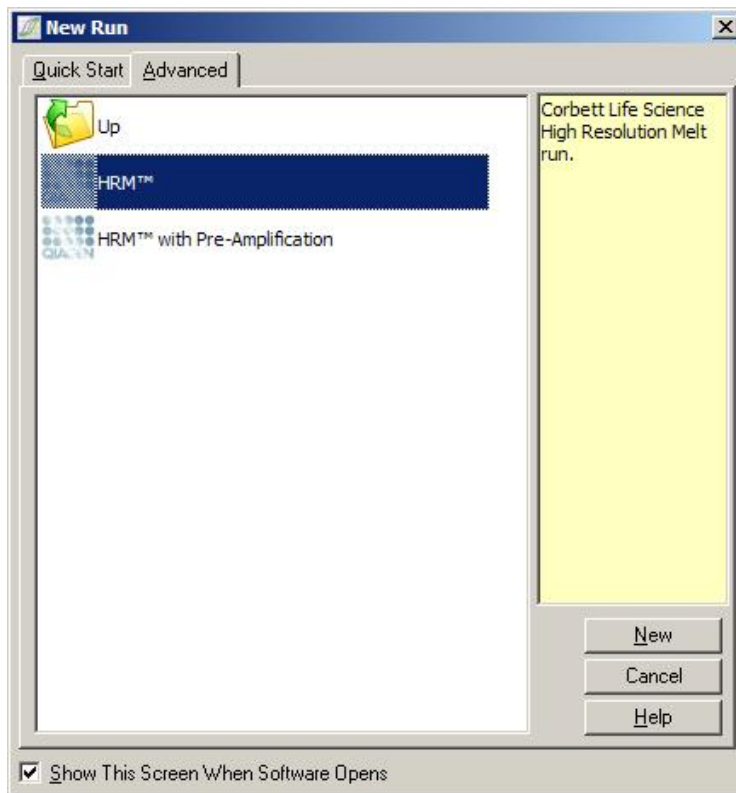 New Run
Quick Start Advanced
Up
HRM™
QIAGEN HRM™ with Pre-Amplification
Corbett Life Science
High Resolution Melt
run.
New
Cancel
Help
Show This Screen When Software Opens